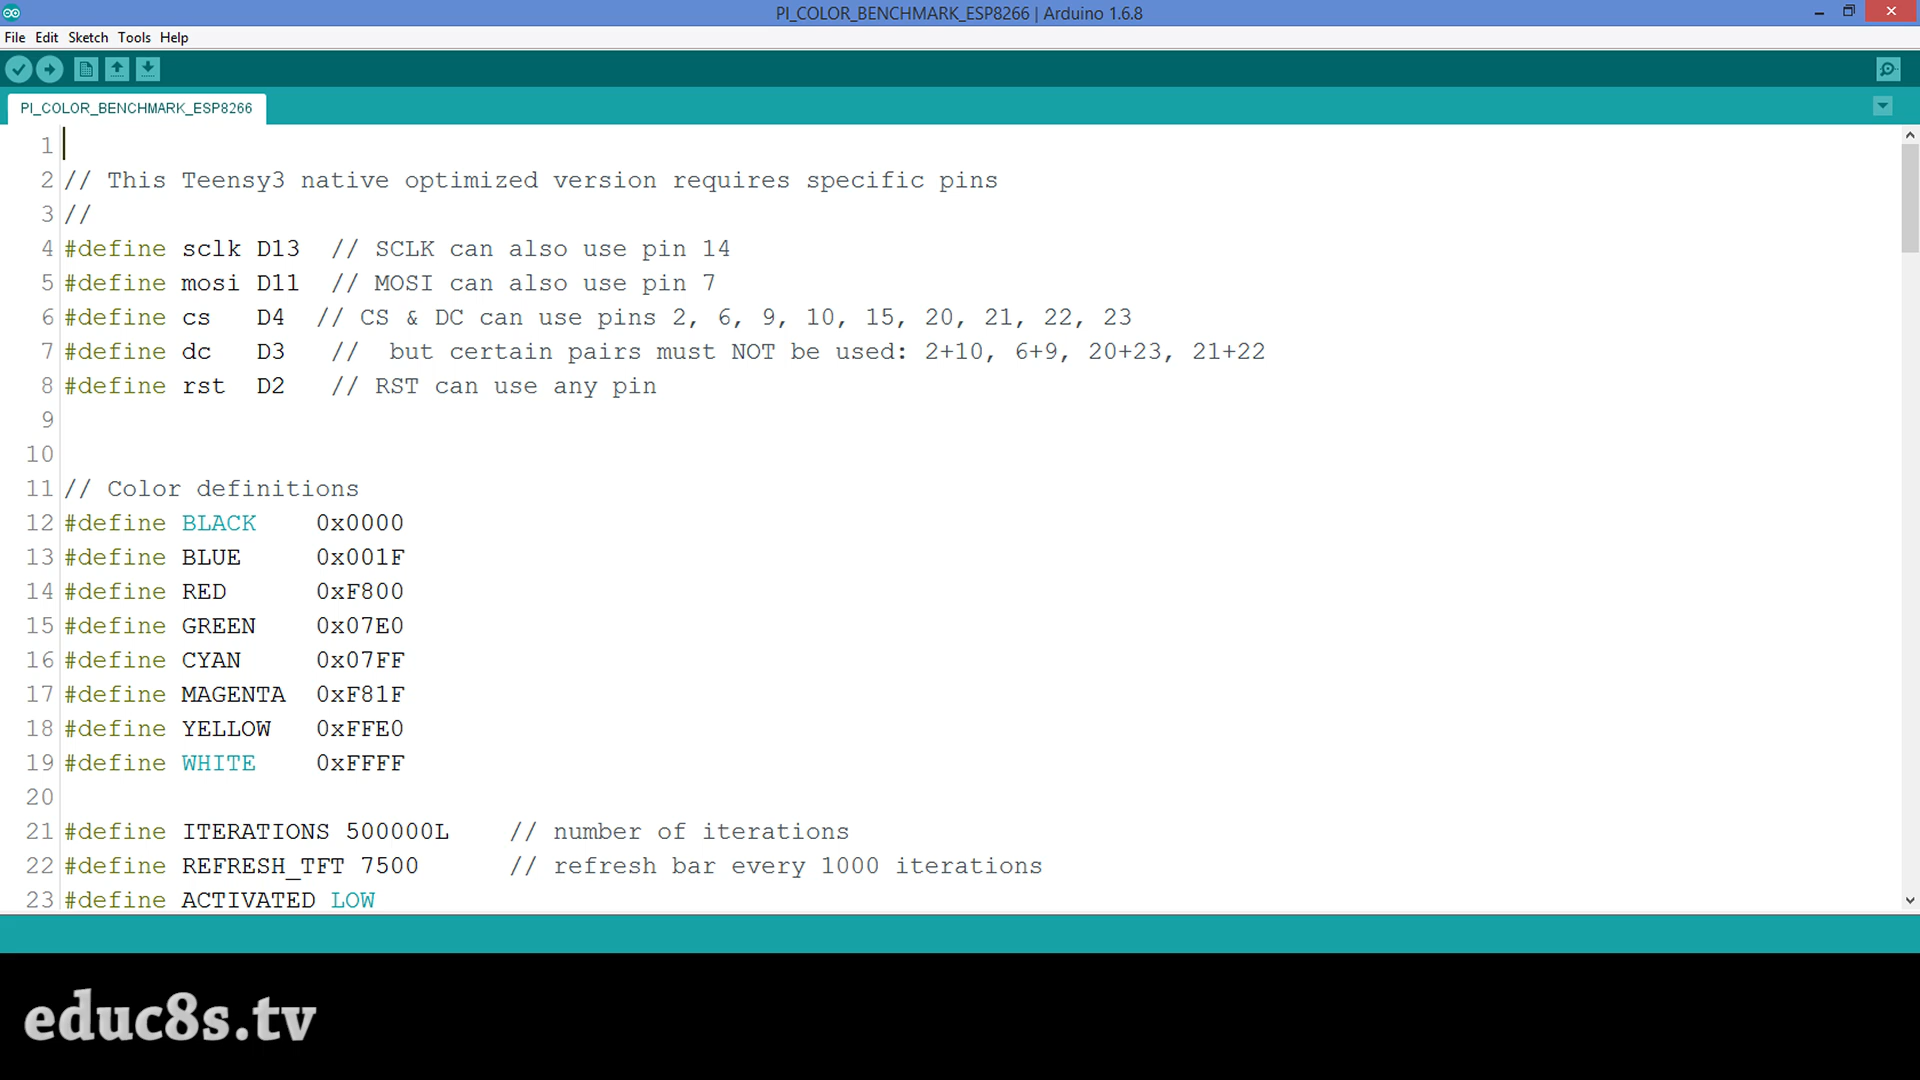 PI_COLOR_BENCHMARK_ESP8266 | Arduino 1.6.8
File Edit Sketch Tools Help
PI_COLOR_BENCHMARK_ESP8266
1
2 // This Teensy3 native optimized version requires specific pins
3 //
4 #define sclk D13  // SCLK can also use pin 14
5 #define mosi D11  // MOSI can also use pin 7
6 #define cs   D4  // CS & DC can use pins 2, 6, 9, 10, 15, 20, 21, 22, 23
7 #define dc   D3   //  but certain pairs must NOT be used: 2+10, 6+9, 20+23, 21+22
8 #define rst  D2   // RST can use any pin
9
10
11 // Color definitions
12 #define BLACK    0x0000
13 #define BLUE     0x001F
14 #define RED      0xF800
15 #define GREEN    0x07E0
16 #define CYAN     0x07FF
17 #define MAGENTA  0xF81F
18 #define YELLOW   0xFFE0
19 #define WHITE    0xFFFF
20
21 #define ITERATIONS 500000L    // number of iterations
22 #define REFRESH_TFT 7500      // refresh bar every 1000 iterations
23 #define ACTIVATED LOW
educ8s.tv